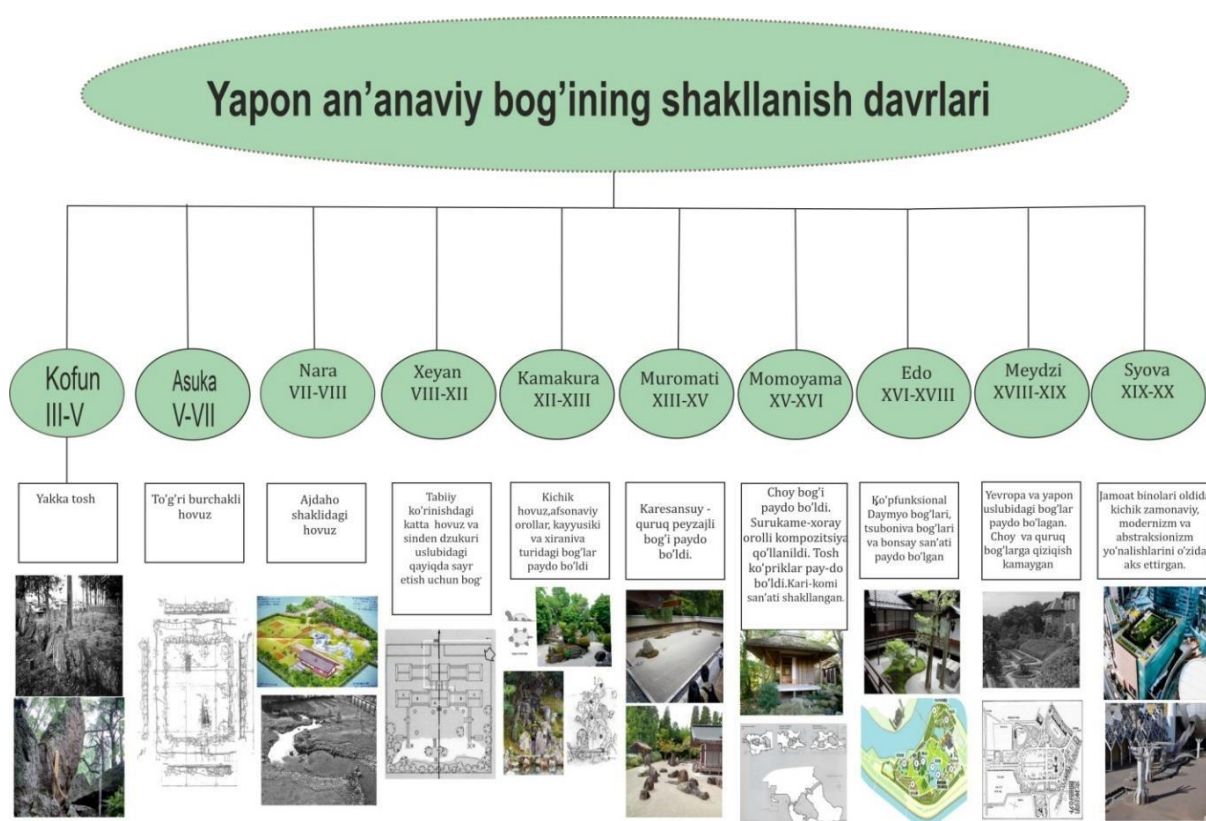 Yapon an'anaviy bog'ining shakllanish davrlari
Kofun
III-V
Asuka
V-VII
Nara
VII-VIII
Xeyan
VIII-XII
Kamakura
XII-XIII
Muromati
XIII-XV
Momoyama
XV-XVI
Edo
XVI-XVIII
Meydzi
XVIII-XIX
Syova
XIX-XX
Yakka tosh
To'g'ri burchakli
hovuz
Ajdaho
shaklidagi
hovuz
Tabiiy
ko'rinishdagi
katta hovuz va
sinden dzukuri
uslubidagi
qayiqda sayr
etish uchun bog'
Kichik
hovuz,afsonaviy
orollar, kayyusiki
va xiraniva
turidagi bog'lar
paydo bo'ldi
Karesansuy -
quruq peyzajli
bog'i paydo
bo'ldi.
Choy bog'i
paydo bo'ldi.
Surukame-xoray
orolli kompozitsiya
qo'llanildi. Tosh
ko'priklar pay-do
bo'ldi.Kari-komi
san'ati shakllangan.
Ko'pfunksional
Daymyo bog'lari,
tsuboniva bog'lari
va bonsay san'ati
paydo bo'lgan
Yevropa va yapon
uslubidagi bog'lar
paydo bo'lagan.
Choy va quruq
bog'larga qiziqish
kamaygan
Jamoat binolari oldida
kichik zamonaviy,
modernizm va
abstraksionizm
yo'nalishlarini o'zida
aks ettirgan.